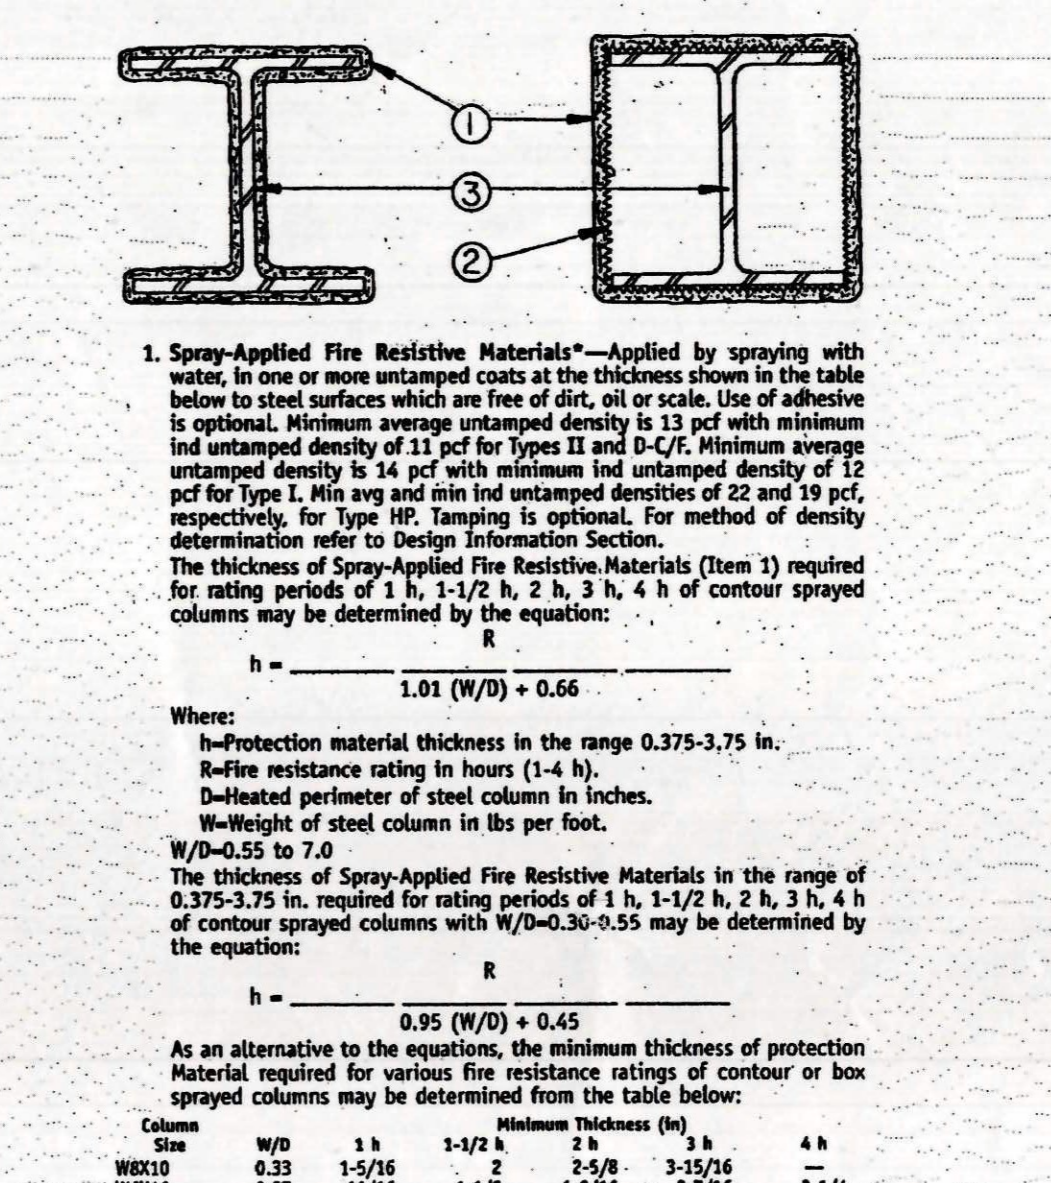 1
3
2
1. Spray-Applied Fire Resistive Materials*—Applied by spraying with
water, in one or more untamped coats at the thickness shown in the table
below to steel surfaces which are free of dirt, oil or scale. Use of adhesive
is optional. Minimum average untamped density is 13 pcf with minimum
ind untamped density of 11 pcf for Types II and D-C/F. Minimum average
untamped density is 14 pcf with minimum ind untamped density of 12
pcf for Type I. Min avg and min ind untamped densities of 22 and 19 pcf,
respectively, for Type HP. Tamping is optional. For method of density
determination refer to Design Information Section.
The thickness of Spray-Applied Fire Resistive Materials (Item 1) required
for rating periods of 1 h, 1-1/2 h, 2 h, 3 h, 4 h of contour sprayed
columns may be determined by the equation:
R
h = ____ ____ ____ ____
1.01 (W/D) + 0.66
Where:
h=Protection material thickness in the range 0.375-3.75 in.
R=Fire resistance rating in hours (1-4 h).
D=Heated perimeter of steel column in inches.
W=Weight of steel column in lbs per foot.
W/D=0.55 to 7.0
The thickness of Spray-Applied Fire Resistive Materials in the range of
0.375-3.75 in. required for rating periods of 1 h, 1-1/2 h, 2 h, 3 h, 4 h
of contour sprayed columns with W/D=0.30-0.55 may be determined by
the equation:
R
h = ____ ____ ____ ____
0.95 (W/D) + 0.45
As an alternative to the equations, the minimum thickness of protection
Material required for various fire resistance ratings of contour or box
sprayed columns may be determined from the table below:
Column Minimum Thickness (in)
Size W/D 1 h 1-1/2 h 2 h 3 h 4 h
W8X10 0.33 1-5/16 2 2-5/8 3-15/16 —